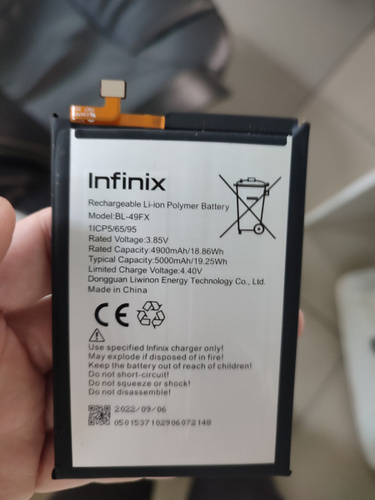 Infinix
Rechargeable Li-ion Polymer Battery
Model:BL-49FX
1ICP5/65/95
Rated Voltage:3.85V
Rated Capacity:4900mAh/18.86Wh
Typical Capacity:5000mAh/19.25Wh
Limited Charge Voltage:4.40V
Dongguan Liwinon Energy Technology Co., Ltd.
Made in China
CE
Use specified Infinix charger only!
May explode if disposed of in fire!
Keep the battery out of reach of children!
Do not short-circuit!
Do not squeeze or shock!
Do not disassemble!
2022/09/06
0501537102906072140